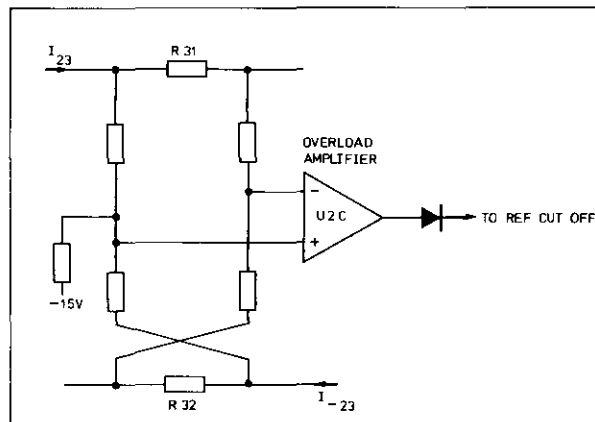 I23
R 31
OVERLOAD
AMPLIFIER
-
U2C
+
TO REF CUT OFF
-15V
R 32
I-23